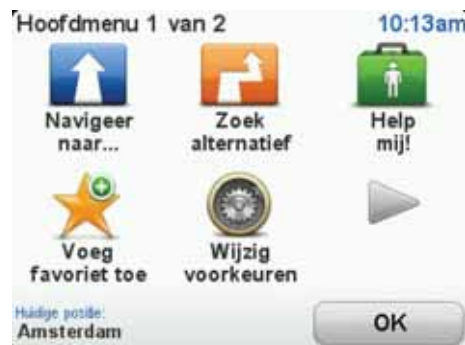 Hoofdmenu 1 van 2 10:13am
Navigeer naar...
Zoek alternatief
Help mij!
Voeg favoriet toe
Wijzig voorkeuren
Huidige positie:
Amsterdam
OK